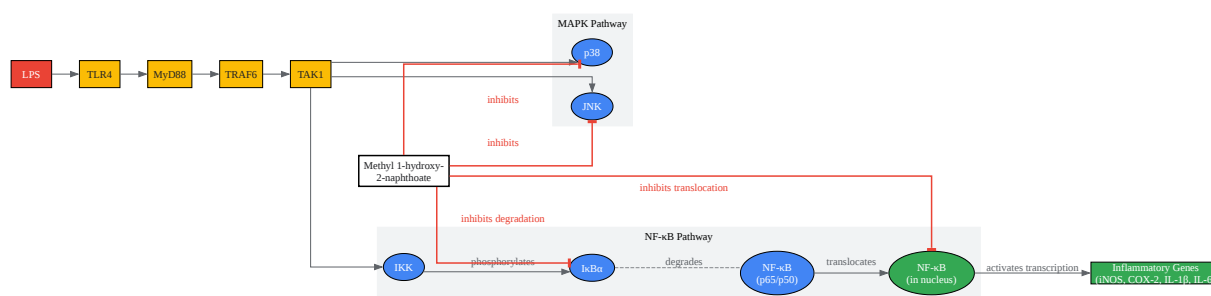 MAPK Pathway
p38
LPS
TLR4
MyD88
TRAF6
TAK1
inhibits
JNK
inhibits
Methyl 1-hydroxy-
2-naphthoate
inhibits translocation
inhibits degradation
NF-κB Pathway
IKK
phosphorylates
IκBα
degrades
NF-κB
(p65/p50)
translocates
NF-κB
(in nucleus)
activates transcription
Inflammatory Genes
(iNOS, COX-2, IL-1β, IL-6